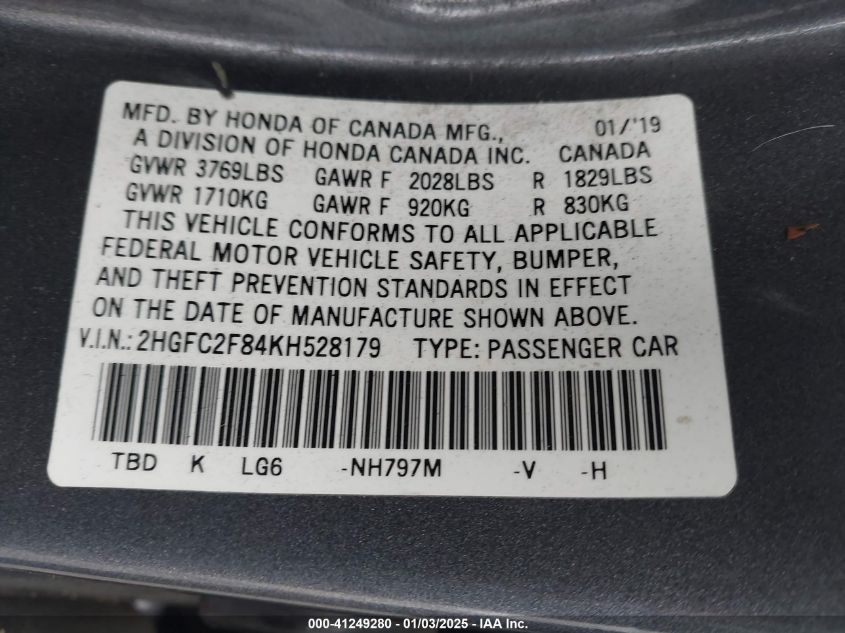 MFD. BY HONDA OF CANADA MFG., 01/'19
A DIVISION OF HONDA CANADA INC. CANADA
GVWR 3769LBS GAWR F 2028LBS R 1829LBS
GVWR 1710KG GAWR F 920KG R 830KG
THIS VEHICLE CONFORMS TO ALL APPLICABLE
FEDERAL MOTOR VEHICLE SAFETY, BUMPER,
AND THEFT PREVENTION STANDARDS IN EFFECT
ON THE DATE OF MANUFACTURE SHOWN ABOVE.
V.I.N.: 2HGFC2F84KH528179 TYPE: PASSENGER CAR
TBD K LG6 -NH797M -V -H
000-41249280 - 01/03/2025 - IAA Inc.